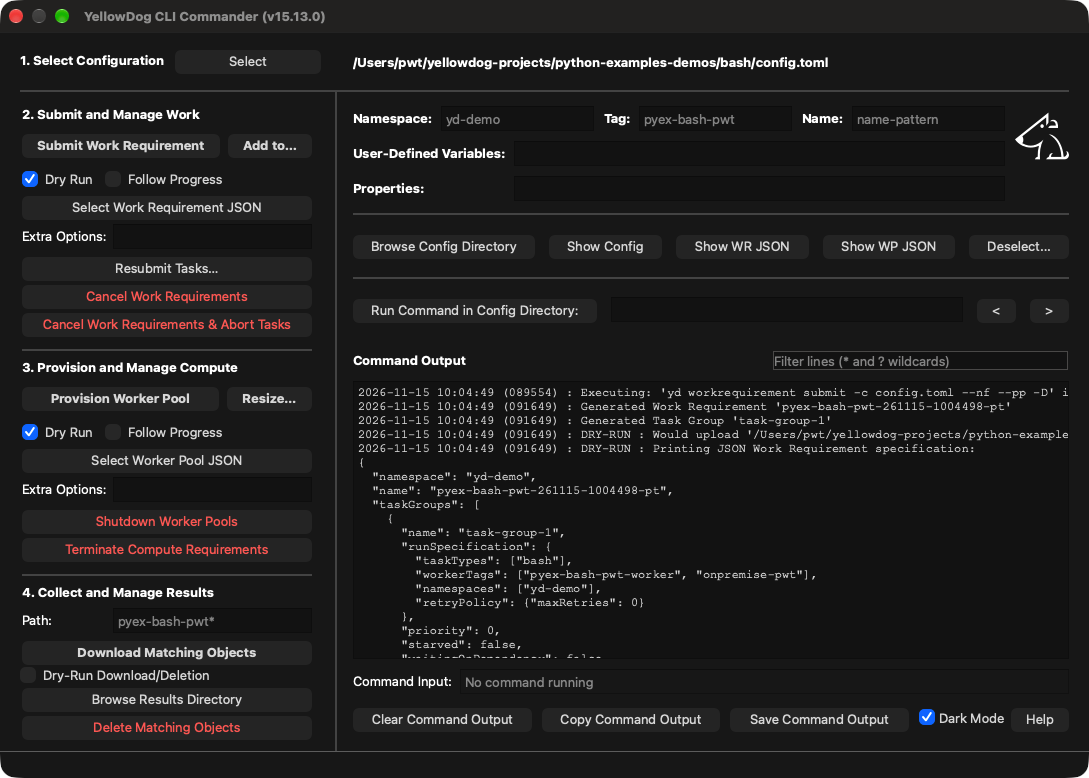 YellowDog CLI Commander (v15.13.0)
1. Select Configuration
Select
/Users/pwt/yellowdog-projects/python-examples-demos/bash/config.toml
2. Submit and Manage Work
Submit Work Requirement
Add to...
Dry Run
Follow Progress
Select Work Requirement JSON
Extra Options:
Resubmit Tasks...
Cancel Work Requirements
Cancel Work Requirements & Abort Tasks
3. Provision and Manage Compute
Provision Worker Pool
Resize...
Dry Run
Follow Progress
Select Worker Pool JSON
Extra Options:
Shutdown Worker Pools
Terminate Compute Requirements
4. Collect and Manage Results
Path: pyex-bash-pwt*
Download Matching Objects
Dry-Run Download/Deletion
Browse Results Directory
Delete Matching Objects
Namespace: yd-demo Tag: pyex-bash-pwt Name: name-pattern
User-Defined Variables:
Properties:
Browse Config Directory
Show Config
Show WR JSON
Show WP JSON
Deselect...
Run Command in Config Directory:
<
>
Command Output
Filter lines (* and ? wildcards)
2026-11-15 10:04:49 (089554) : Executing: 'yd workrequirement submit -c config.toml --nf --pp -D' i
2026-11-15 10:04:49 (091649) : Generated Work Requirement 'pyex-bash-pwt-261115-1004498-pt'
2026-11-15 10:04:49 (091649) : Generated Task Group 'task-group-1'
2026-11-15 10:04:49 (091649) : DRY-RUN : Would upload '/Users/pwt/yellowdog-projects/python-example
2026-11-15 10:04:49 (091649) : DRY-RUN : Printing JSON Work Requirement specification:
{
"namespace": "yd-demo",
"name": "pyex-bash-pwt-261115-1004498-pt",
"taskGroups": [
{
"name": "task-group-1",
"runSpecification": {
"taskTypes": ["bash"],
"workerTags": ["pyex-bash-pwt-worker", "onpremise-pwt"],
"namespaces": ["yd-demo"],
"retryPolicy": {"maxRetries": 0}
},
"priority": 0,
"starved": false,
"waitingOnDependency": false
Command Input: No command running
Clear Command Output
Copy Command Output
Save Command Output
Dark Mode
Help